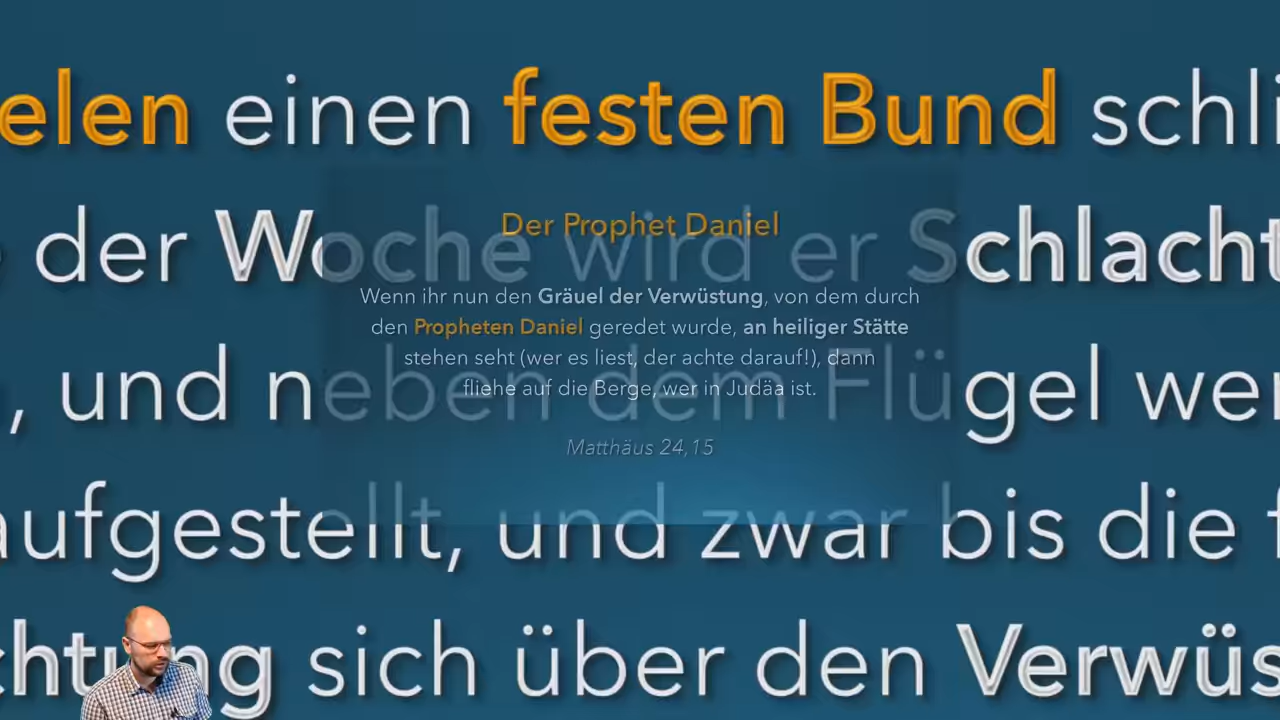 elen einen festen Bund schli
der Woche wird er Schlacht
, und neben dem Flügel wer
aufgestellt, und zwar bis die f
chtung sich über den Verwüs
Der Prophet Daniel
Wenn ihr nun den Gräuel der Verwüstung, von dem durch
den Propheten Daniel geredet wurde, an heiliger Stätte
stehen seht (wer es liest, der achte darauf!), dann
fliehe auf die Berge, wer in Judäa ist.
Matthäus 24,15